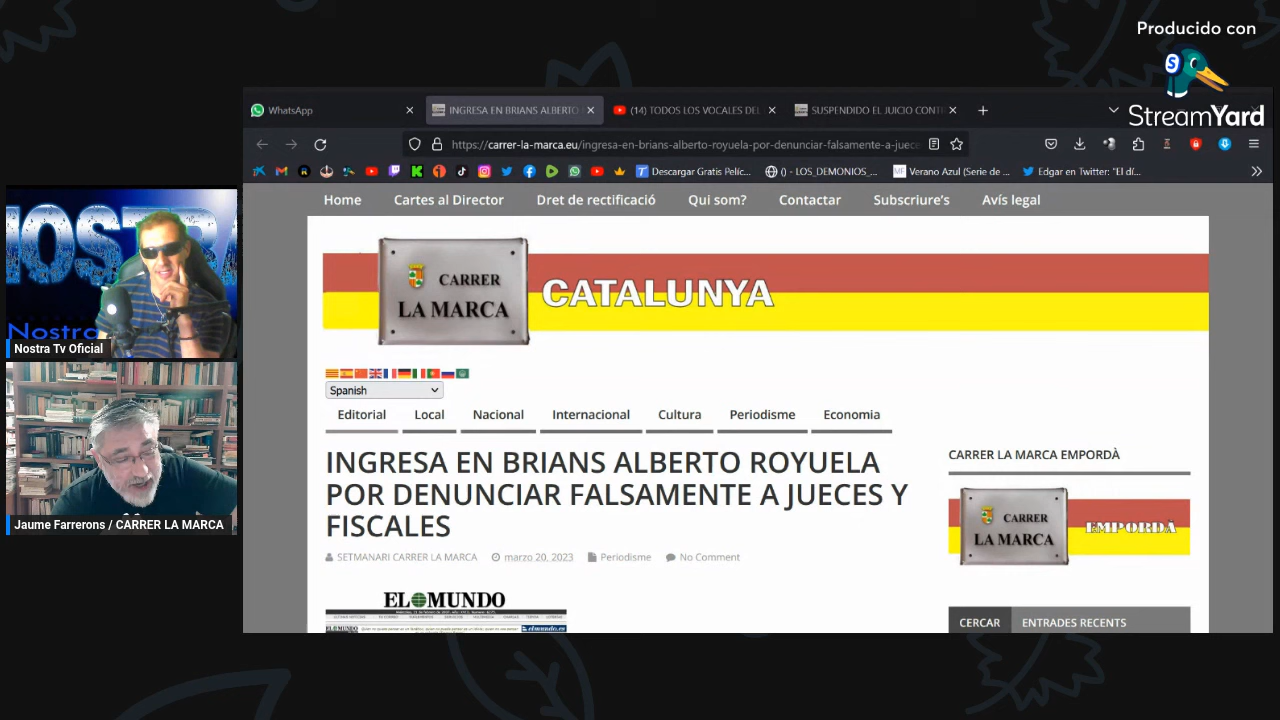 Producido con
StreamYard
WhatsApp
INGRESA EN BRIANS ALBERTO
(14) TODOS LOS VOCALES DEL
SUSPENDIDO EL JUICIO CONT
https://carrer-la-marca.eu/ingresa-en-brians-alberto-royuela-por-denunciar-falsamente-a-juece
Descargar Gratis Pelíc...
() - LOS_DEMONIOS_...
Verano Azul (Serie de ...
Edgar en Twitter: "El dí...
Home
Cartes al Director
Dret de rectificació
Qui som?
Contactar
Subscriure's
Avís legal
CARRER
LA MARCA
CATALUNYA
Spanish
Editorial
Local
Nacional
Internacional
Cultura
Periodisme
Economia
INGRESA EN BRIANS ALBERTO ROYUELA
POR DENUNCIAR FALSAMENTE A JUECES Y
FISCALES
SETMANARI CARRER LA MARCA
marzo 20, 2023
Periodisme
No Comment
EL MUNDO
CARRER LA MARCA EMPORDÀ
CARRER
LA MARCA
EMPORDÀ
CERCAR
ENTRADES RECENTS
NOSTRA
Nostra
Nostra Tv Oficial
Jaume Farrerons / CARRER LA MARCA